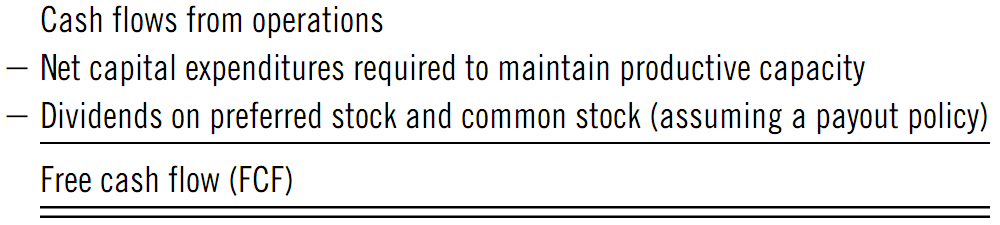 Cash flows from operations
— Net capital expenditures required to maintain productive capacity
— Dividends on preferred stock and common stock (assuming a payout policy)
Free cash flow (FCF)